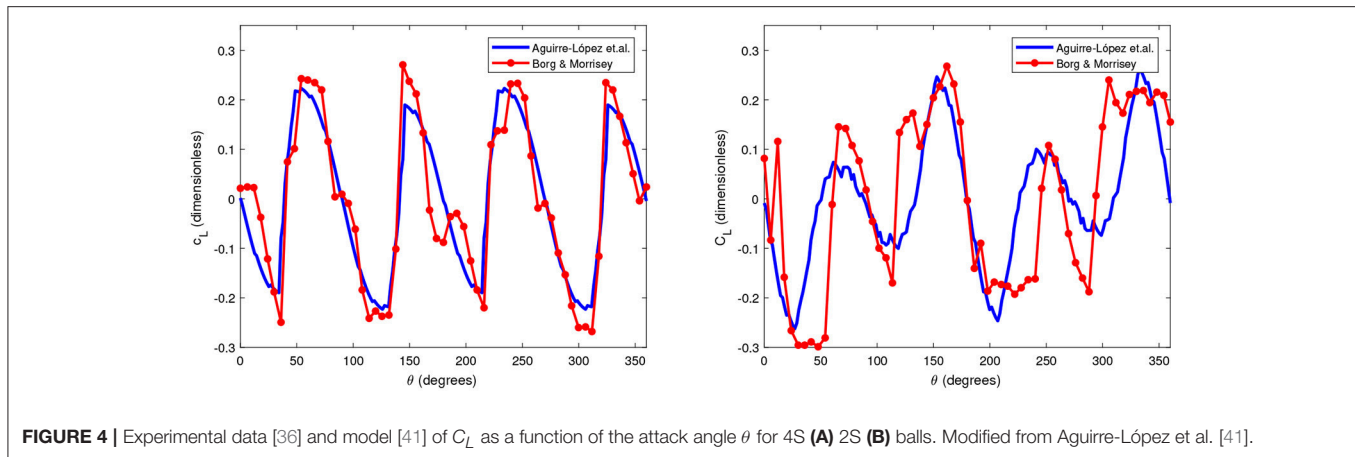 0.3
0.2
0.1
0
-0.1
-0.2
-0.3
c_L (dimensionless)
Aguirre-López et.al.
Borg & Morrisey
0 50 100 150 200 250 300 350
θ (degrees)
0.3
0.2
0.1
0
-0.1
-0.2
-0.3
C_L (dimensionless)
Aguirre-López et.al.
Borg & Morrisey
0 50 100 150 200 250 300 350
θ (degrees)
FIGURE 4 | Experimental data [36] and model [41] of C_L as a function of the attack angle θ for 4S (A) 2S (B) balls. Modified from Aguirre-López et al. [41].